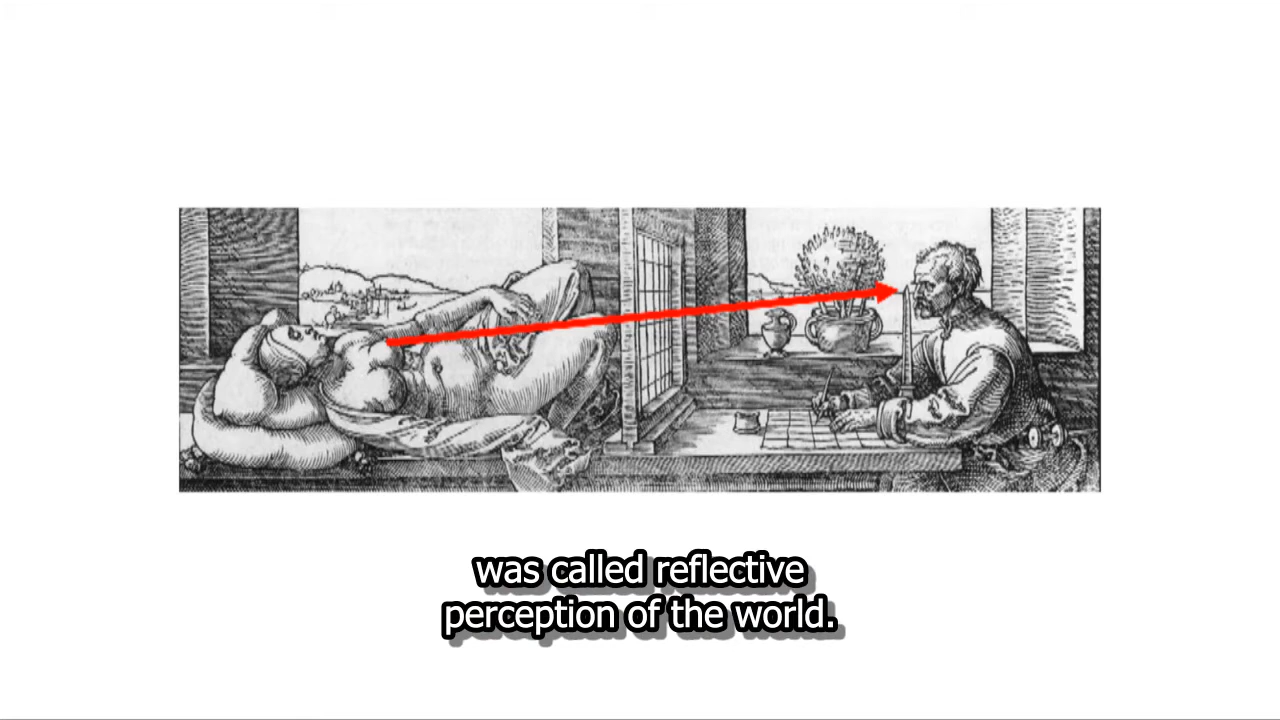 was called reflective
perception of the world.